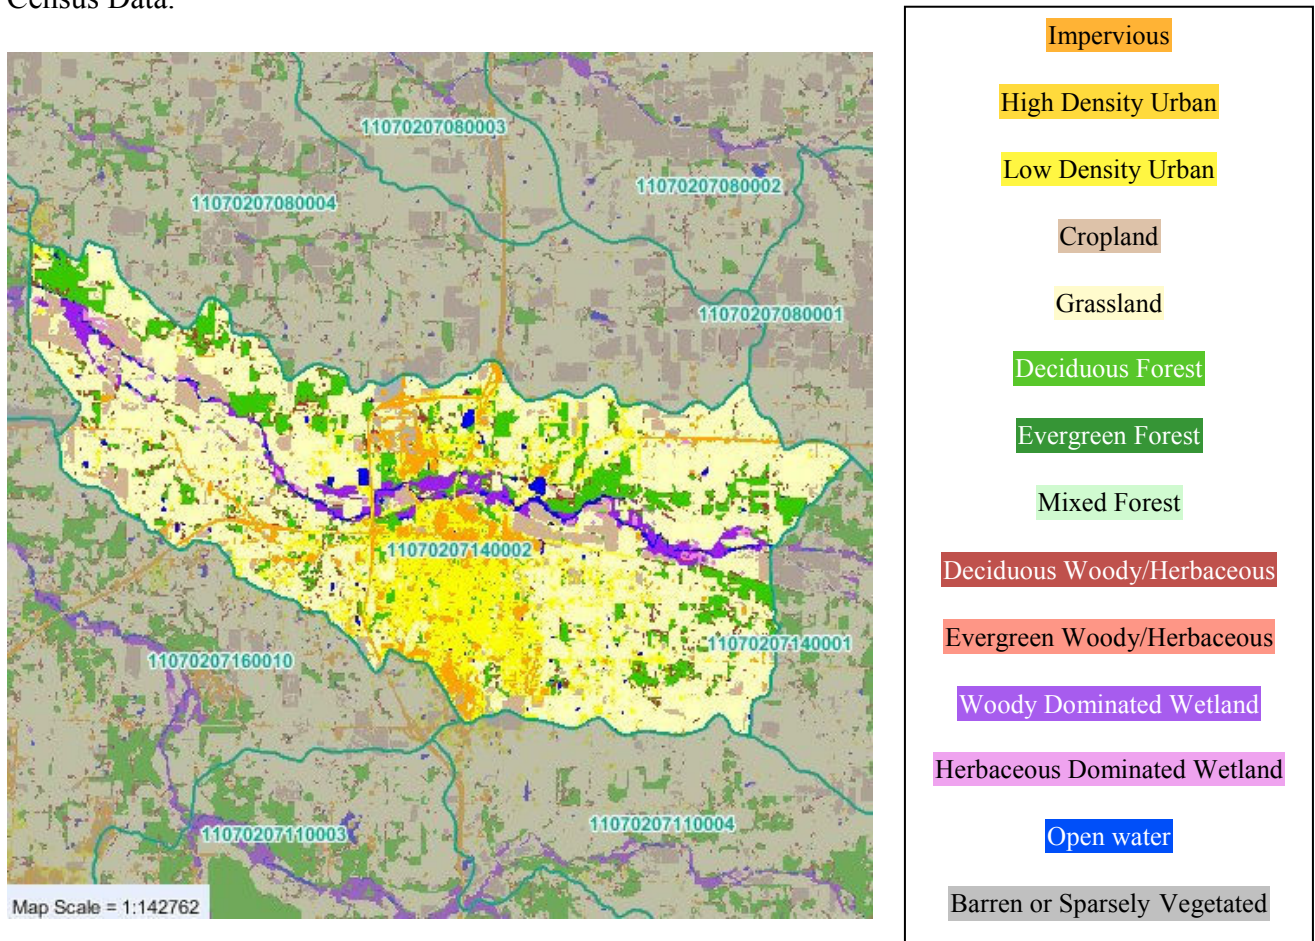 Census Data.
11070207080003
11070207080002
11070207080004
11070207080001
11070207140002
11070207140001
11070207160010
11070207110004
11070207110003
Map Scale = 1:142762
Impervious
High Density Urban
Low Density Urban
Cropland
Grassland
Deciduous Forest
Evergreen Forest
Mixed Forest
Deciduous Woody/Herbaceous
Evergreen Woody/Herbaceous
Woody Dominated Wetland
Herbaceous Dominated Wetland
Open water
Barren or Sparsely Vegetated